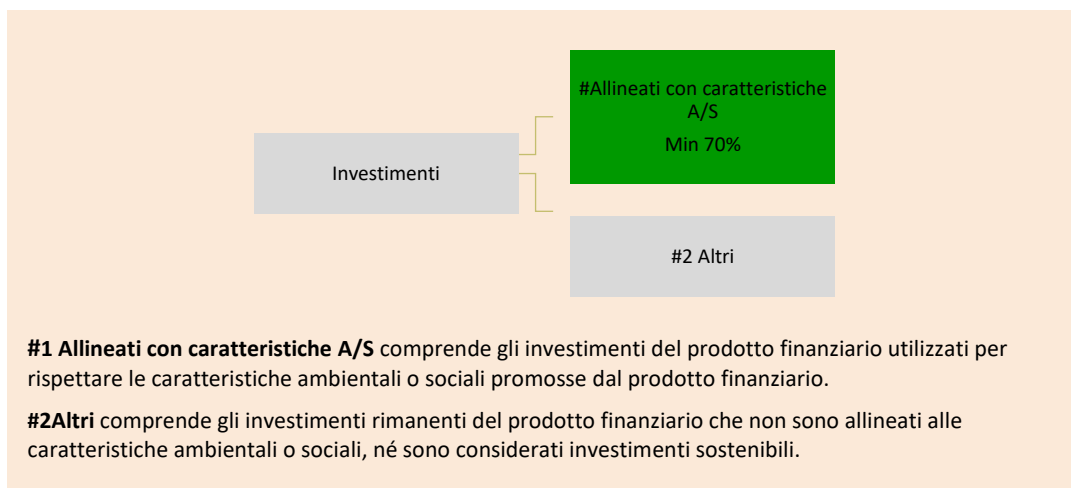 #Allineati con caratteristiche
A/S
Min 70%
Investimenti
#2 Altri
#1 Allineati con caratteristiche A/S comprende gli investimenti del prodotto finanziario utilizzati per
rispettare le caratteristiche ambientali o sociali promosse dal prodotto finanziario.
#2Altri comprende gli investimenti rimanenti del prodotto finanziario che non sono allineati alle
caratteristiche ambientali o sociali, né sono considerati investimenti sostenibili.